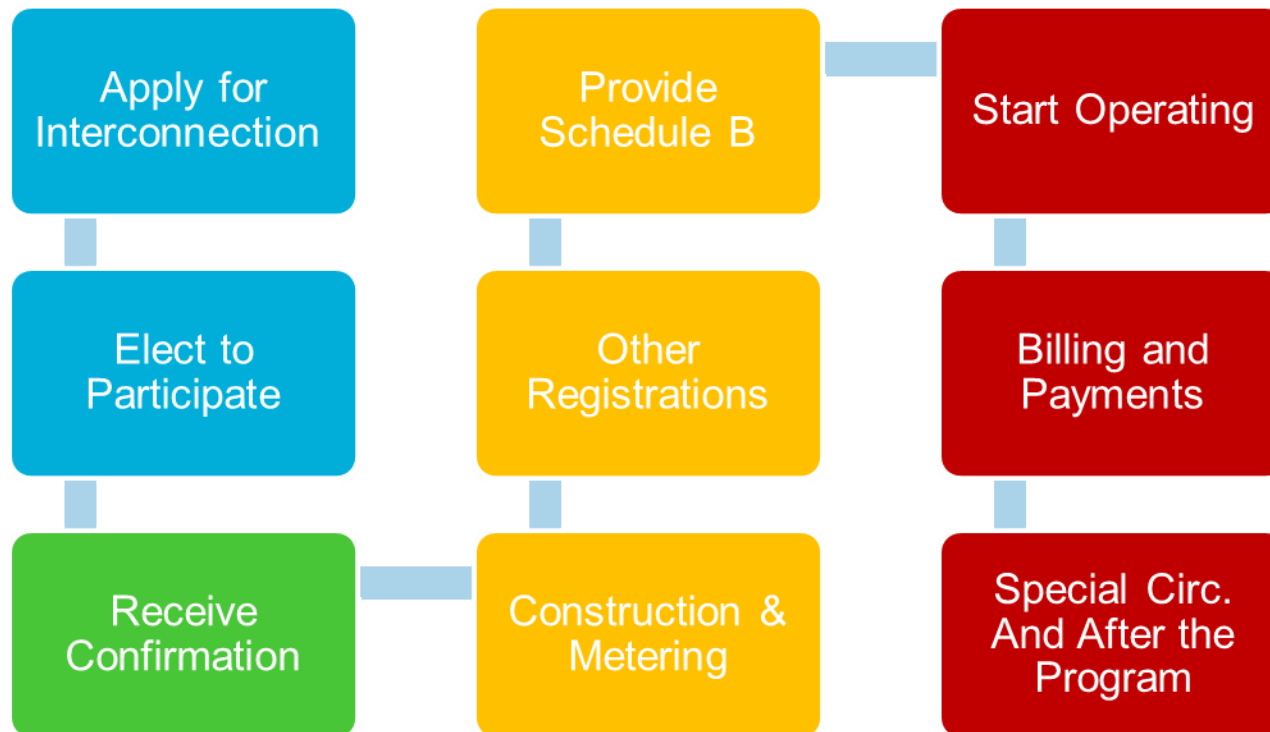 Apply for
Interconnection
Elect to
Participate
Receive
Confirmation
Construction &
Metering
Other
Registrations
Provide
Schedule B
Start Operating
Billing and
Payments
Special Circ.
And After the
Program